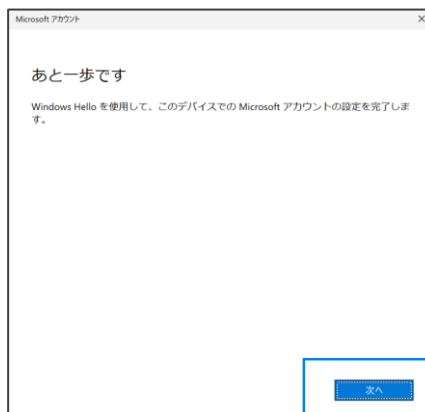 Microsoft アカウント
あと一歩です
Windows Hello を使用して、このデバイスでの Microsoft アカウントの設定を完了しま
す。
次へ